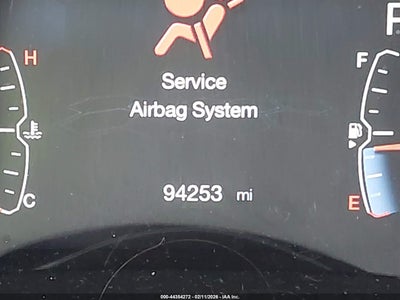 P
H
F
Service
Airbag System
94253 mi
C
E
000-44354272 - 02/11/2026 - IAA Inc.